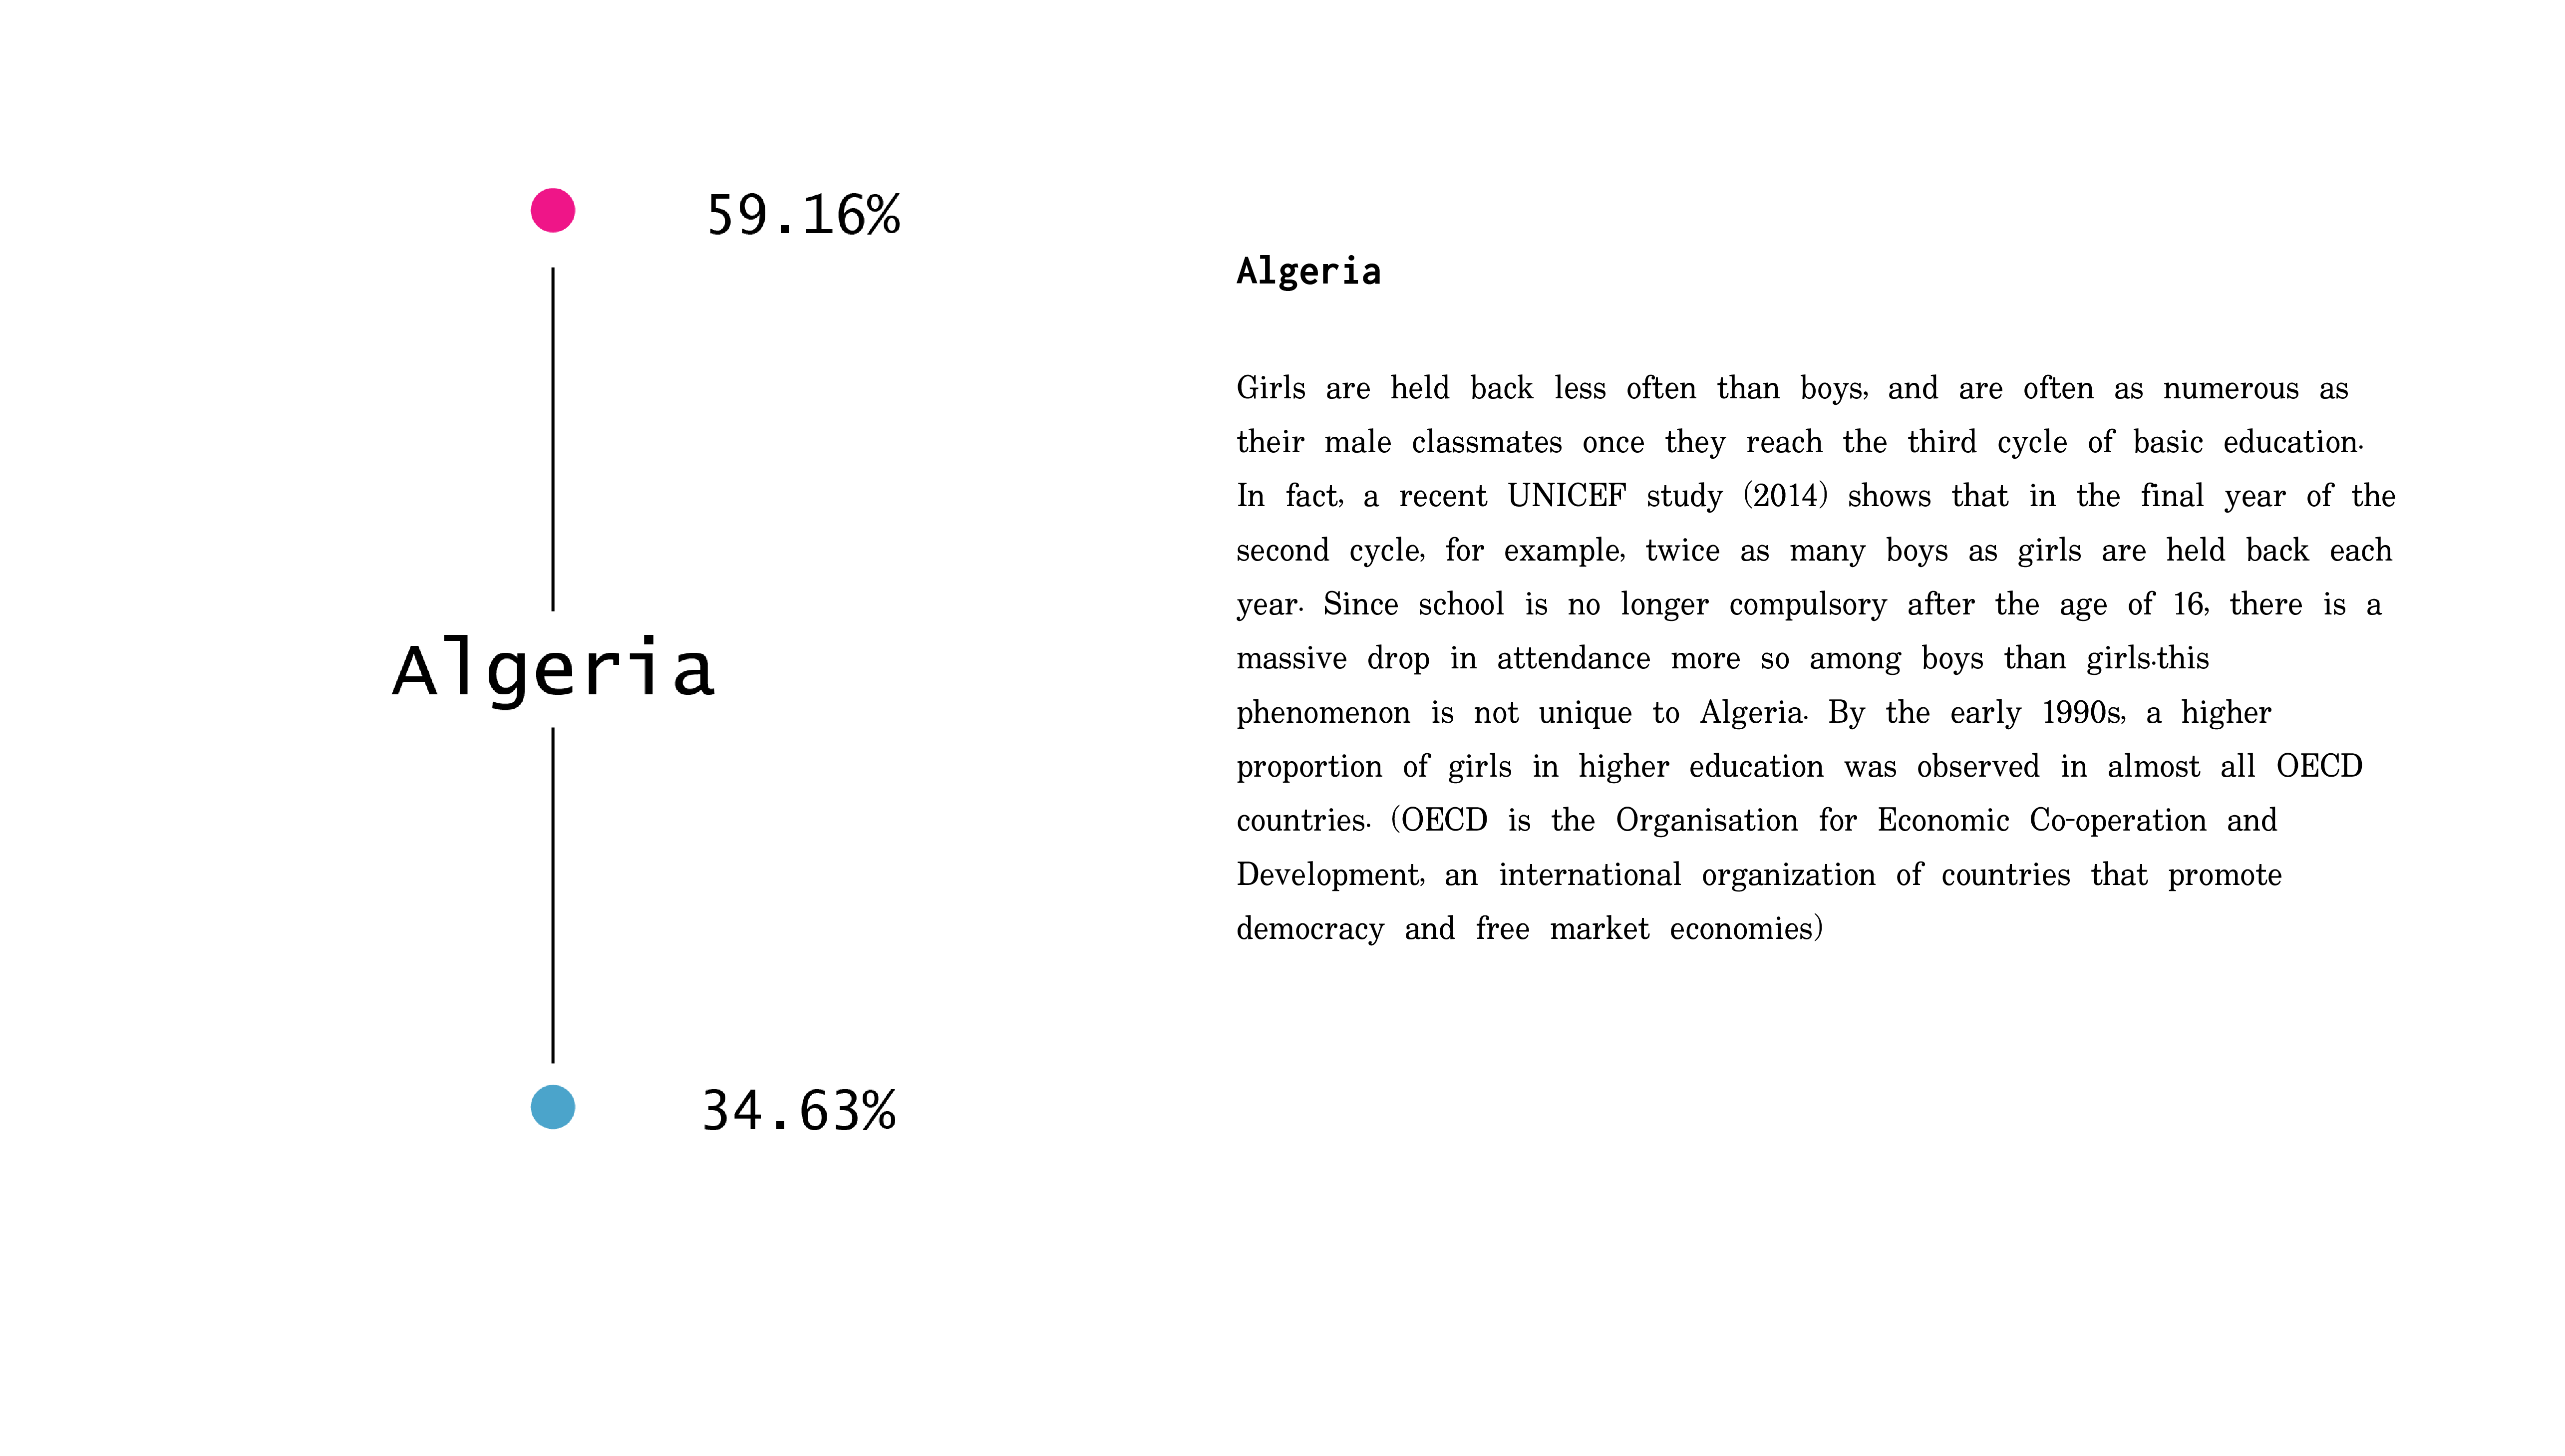 59.16%
Algeria
34.63%
Algeria
Girls are held back less often than boys, and are often as numerous as
their male classmates once they reach the third cycle of basic education.
In fact, a recent UNICEF study (2014) shows that in the final year of the
second cycle, for example, twice as many boys as girls are held back each
year. Since school is no longer compulsory after the age of 16, there is a
massive drop in attendance more so among boys than girls.this
phenomenon is not unique to Algeria. By the early 1990s, a higher
proportion of girls in higher education was observed in almost all OECD
countries. (OECD is the Organisation for Economic Co-operation and
Development, an international organization of countries that promote
democracy and free market economies)